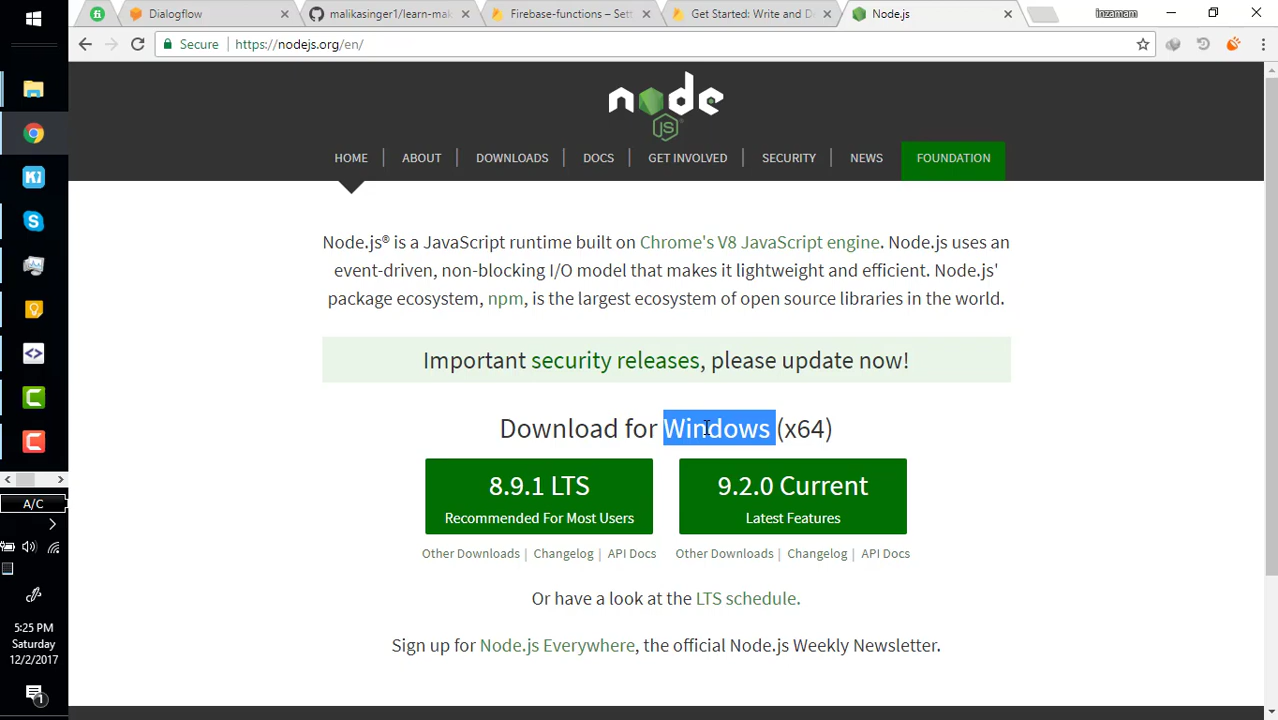 Dialogflow
malikasinger1/learn-mak
Firebase-functions – Set
Get Started: Write and D
Node.js
inzamam
Secure
https://nodejs.org/en/
node
JS
HOME
ABOUT
DOWNLOADS
DOCS
GET INVOLVED
SECURITY
NEWS
FOUNDATION
Node.js® is a JavaScript runtime built on Chrome's V8 JavaScript engine. Node.js uses an
event-driven, non-blocking I/O model that makes it lightweight and efficient. Node.js'
package ecosystem, npm, is the largest ecosystem of open source libraries in the world.
Important security releases, please update now!
Download for Windows (x64)
8.9.1 LTS
Recommended For Most Users
9.2.0 Current
Latest Features
Other Downloads | Changelog | API Docs
Other Downloads | Changelog | API Docs
Or have a look at the LTS schedule.
Sign up for Node.js Everywhere, the official Node.js Weekly Newsletter.
A/C
5:25 PM
Saturday
12/2/2017
1